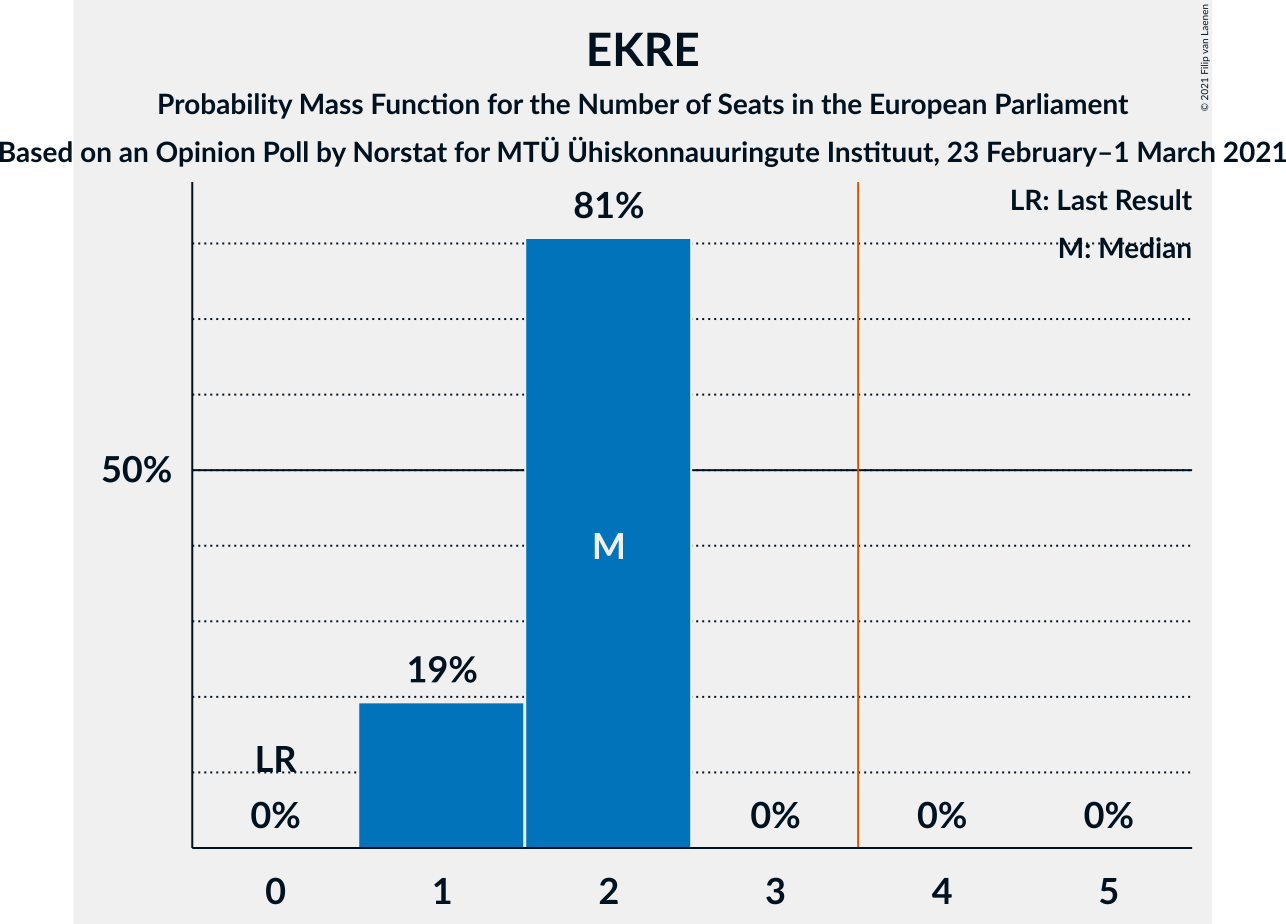 EKRE
Probability Mass Function for the Number of Seats in the European Parliament
Based on an Opinion Poll by Norstat for MTÜ Ühiskonnauuringute Instituut, 23 February–1 March 2021
© 2021 Filip van Laenen
LR: Last Result
M: Median
81%
50%
M
19%
LR
0%
0%
0%
0%
0
1
2
3
4
5